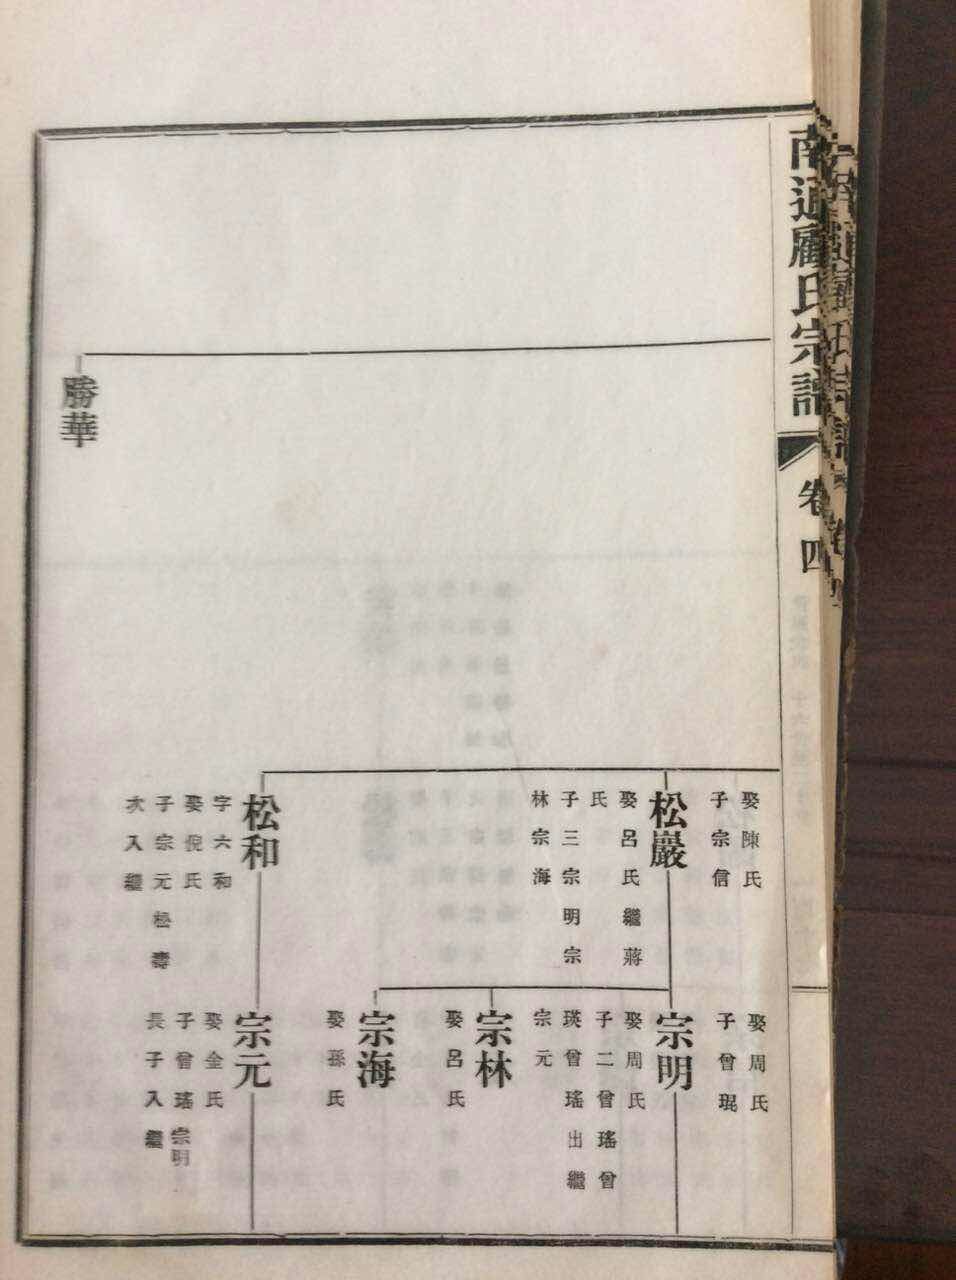 南通顧氏宗譜
卷四
勝華
娶陳氏
子宗信
松巖
娶呂氏繼蔣
氏
子三宗明宗
林宗海
松和
字六和
娶倪氏
子宗元松壽
次入繼
娶周氏
子曾琨
宗明
娶周氏
子二曾瑤曾
瑛曾瑤出繼
宗元
宗林
娶呂氏
宗海
娶孫氏
宗元
娶金氏
子曾瑤宗明
長子入繼